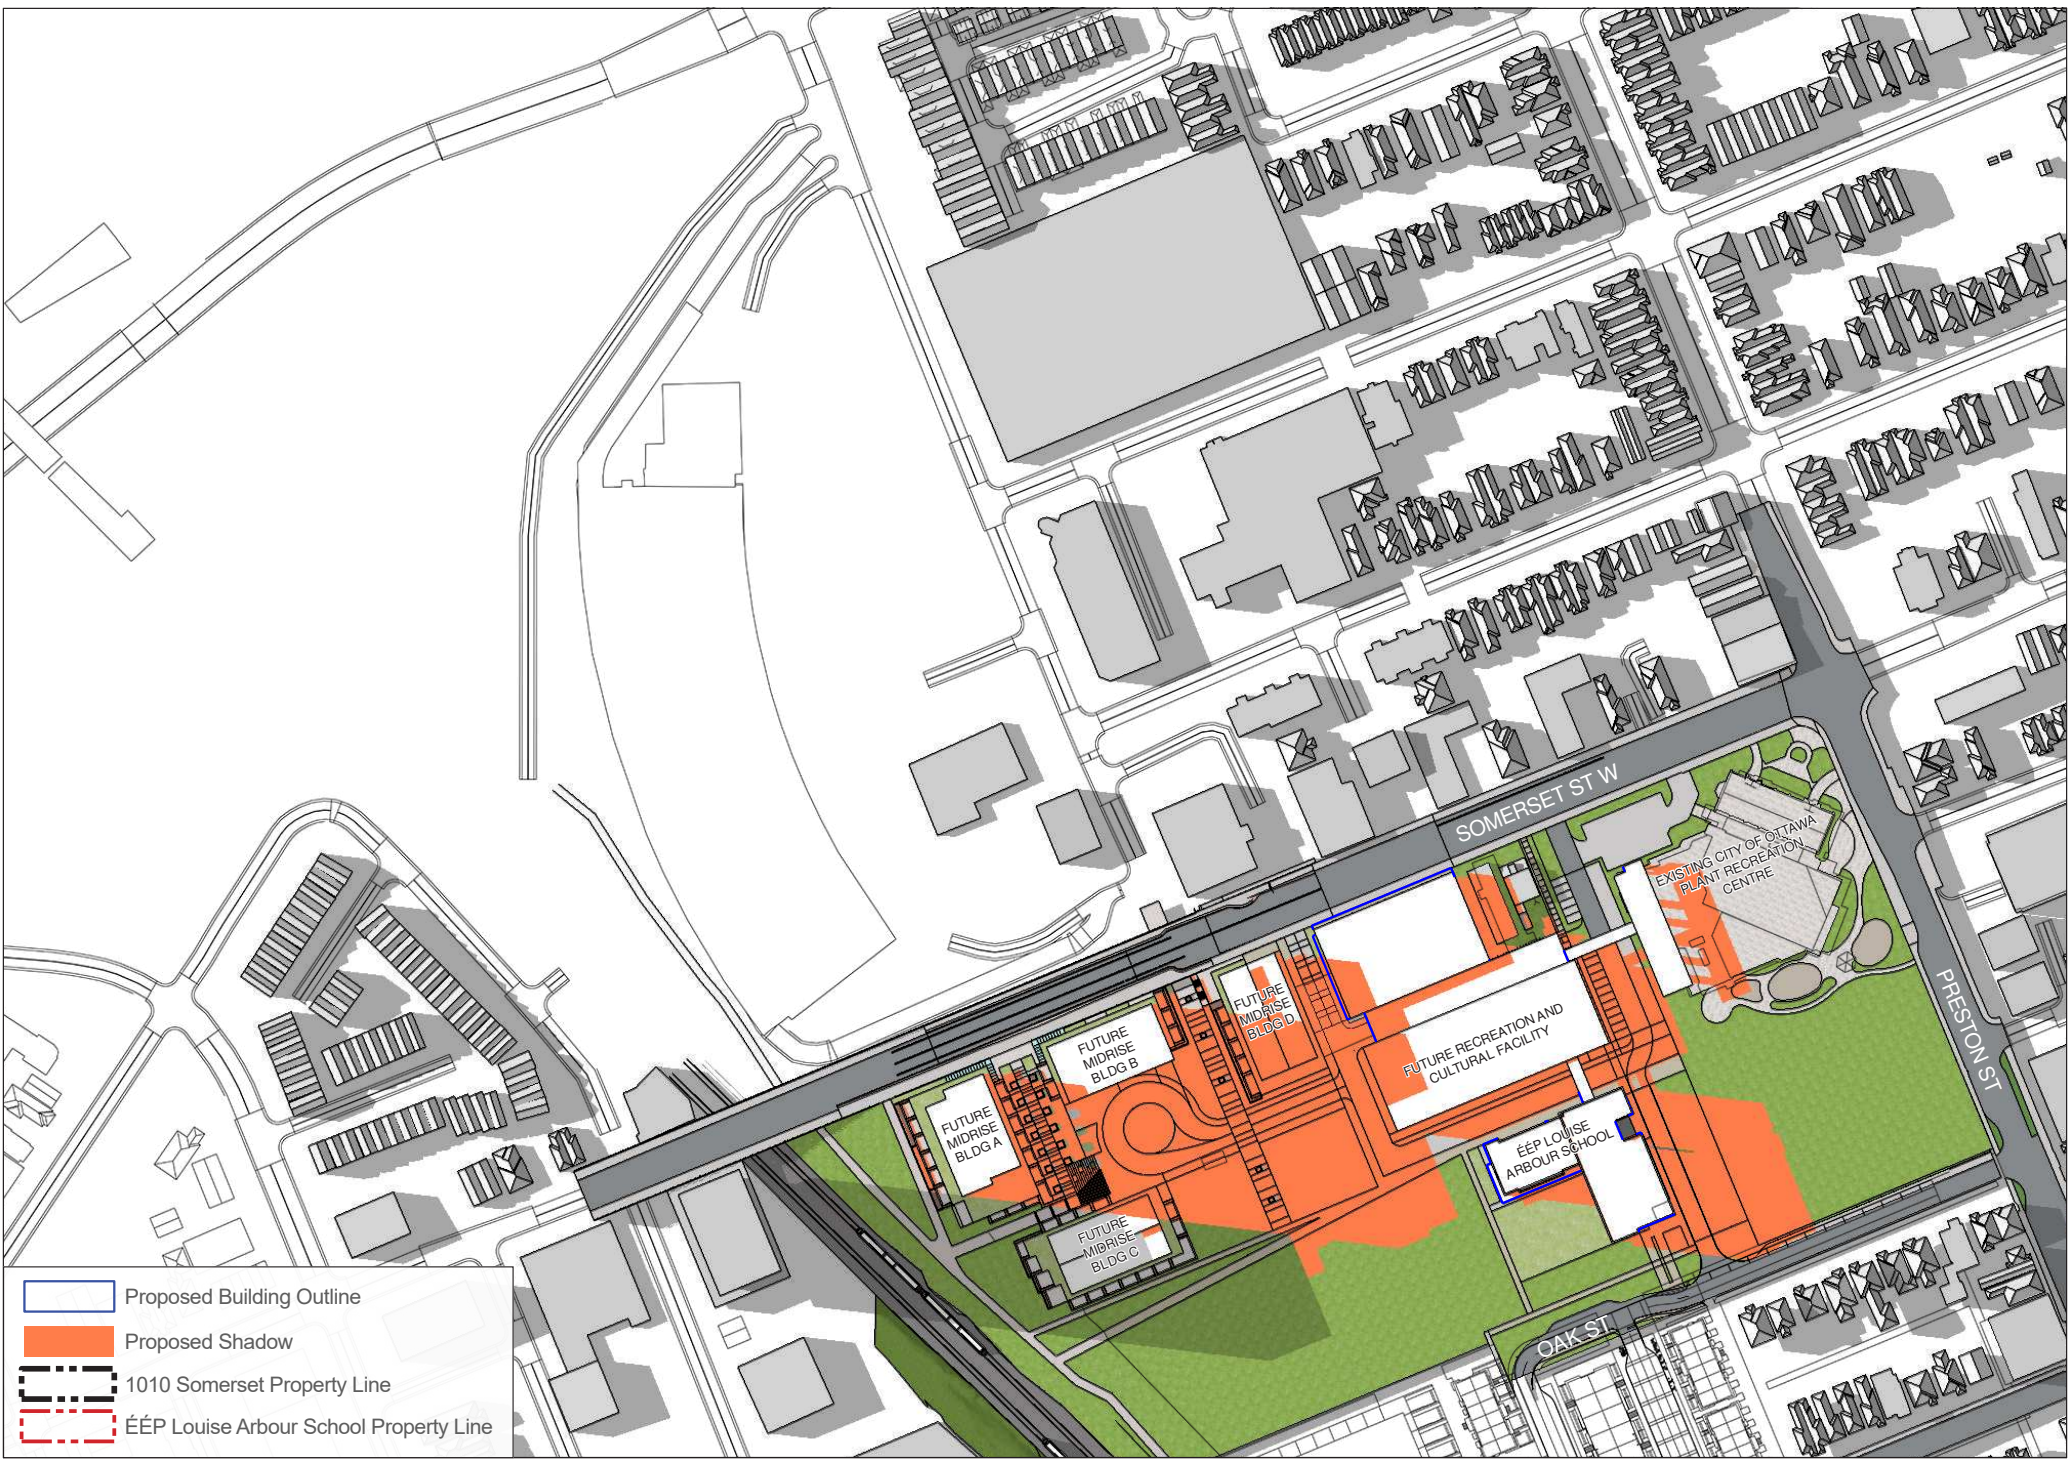 SOMERSET ST W
EXISTING CITY OF OTTAWA
PLANT RECREATION
CENTRE
PRESTON ST
FUTURE
MIDRISE
BLDG D
FUTURE
MIDRISE
BLDG B
FUTURE RECREATION AND
CULTURAL FACILITY
FUTURE
MIDRISE
BLDG A
ÉÉP LOUISE
ARBOUR SCHOOL
FUTURE
MIDRISE
BLDG C
OAK ST
Proposed Building Outline
Proposed Shadow
1010 Somerset Property Line
ÉÉP Louise Arbour School Property Line